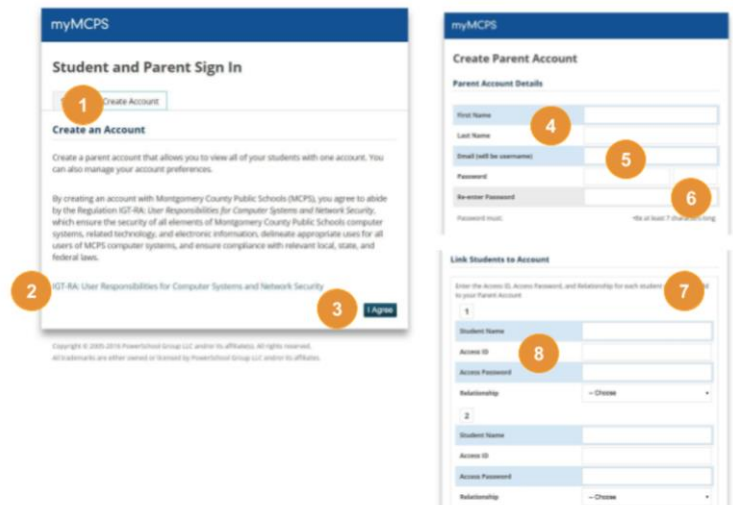 myMCPS
Student and Parent Sign In
1
Create Account
Create an Account
Create a parent account that allows you to view all of your students with one account. You
can also manage your account preferences.
By creating an account with Montgomery County Public Schools (MCPS), you agree to abide
by the Regulation IGT-RA: User Responsibilities for Computer Systems and Network Security,
which ensure the security of all elements of Montgomery County Public Schools computer
systems, related technology, and electronic information, delineate appropriate uses for all
users of MCPS computer systems, and ensure compliance with relevant local, state, and
federal laws.
2
IGT-RA: User Responsibilities for Computer Systems and Network Security
3
I Agree
Copyright © 2005-2016 PowerSchool Group LLC and/or its affiliate(s). All rights reserved.
All trademarks are either owned or licensed by PowerSchool Group LLC and/or its affiliates.
myMCPS
Create Parent Account
Parent Account Details
First Name
4
Last Name
Email (will be username)
5
Password
Re-enter Password
6
Password must:
•Be at least 7 characters long
Link Students to Account
Enter the Access ID, Access Password, and Relationship for each student
7
to your Parent Account
1
Student Name
8
Access ID
Access Password
Relationship
-- Choose
2
Student Name
Access ID
Access Password
Relationship
-- Choose